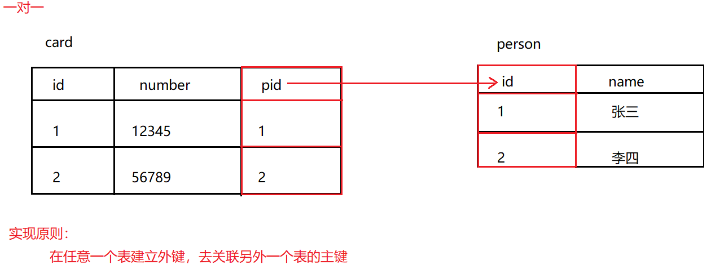 一对一
card
person
id number pid
id name
1 12345 1
1 张三
2 56789 2
2 李四
实现原则：
在任意一个表建立外键，去关联另外一个表的主键